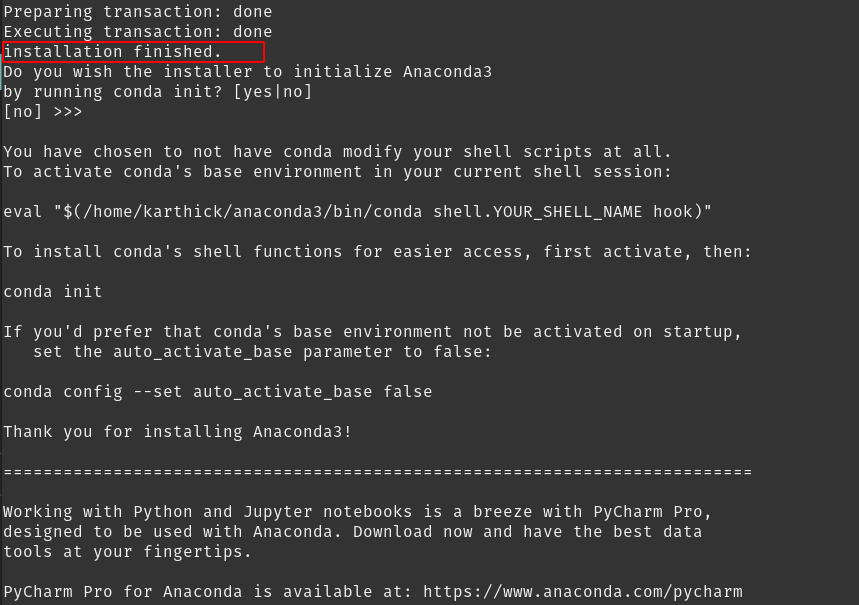 Preparing transaction: done
Executing transaction: done
installation finished.
Do you wish the installer to initialize Anaconda3
by running conda init? [yes|no]
[no] >>>
You have chosen to not have conda modify your shell scripts at all.
To activate conda's base environment in your current shell session:
eval "$(/home/karthick/anaconda3/bin/conda shell.YOUR_SHELL_NAME hook)"
To install conda's shell functions for easier access, first activate, then:
conda init
If you'd prefer that conda's base environment not be activated on startup,
   set the auto_activate_base parameter to false:
conda config --set auto_activate_base false
Thank you for installing Anaconda3!
===========================================================================
Working with Python and Jupyter notebooks is a breeze with PyCharm Pro,
designed to be used with Anaconda. Download now and have the best data
tools at your fingertips.
PyCharm Pro for Anaconda is available at: https://www.anaconda.com/pycharm